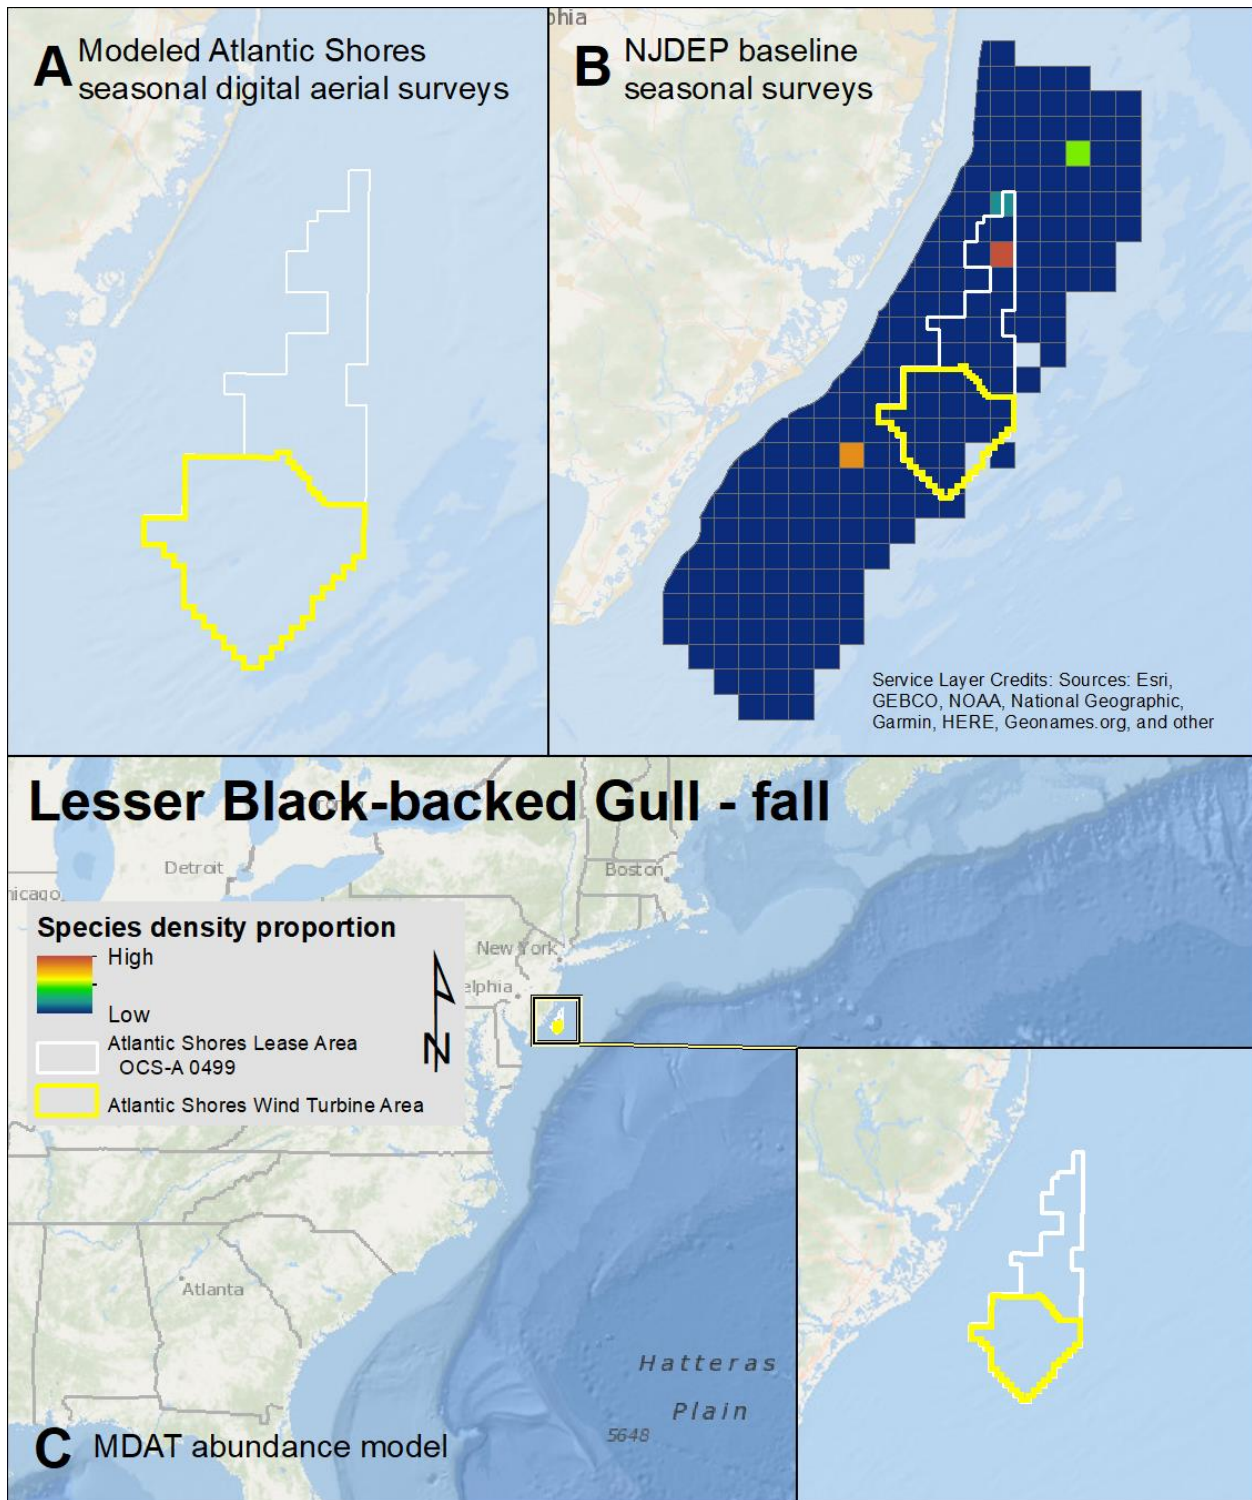 A Modeled Atlantic Shores
seasonal digital aerial surveys
phia
B NJDEP baseline
seasonal surveys
Service Layer Credits: Sources: Esri,
GEBCO, NOAA, National Geographic,
Garmin, HERE, Geonames.org, and other
Lesser Black-backed Gull - fall
Detroit
Boston
hicago
Species density proportion
High
Low
Atlantic Shores Lease Area
OCS-A 0499
Atlantic Shores Wind Turbine Area
N
New York
elphia
Atlanta
Hatteras
Plain
5648
C MDAT abundance model